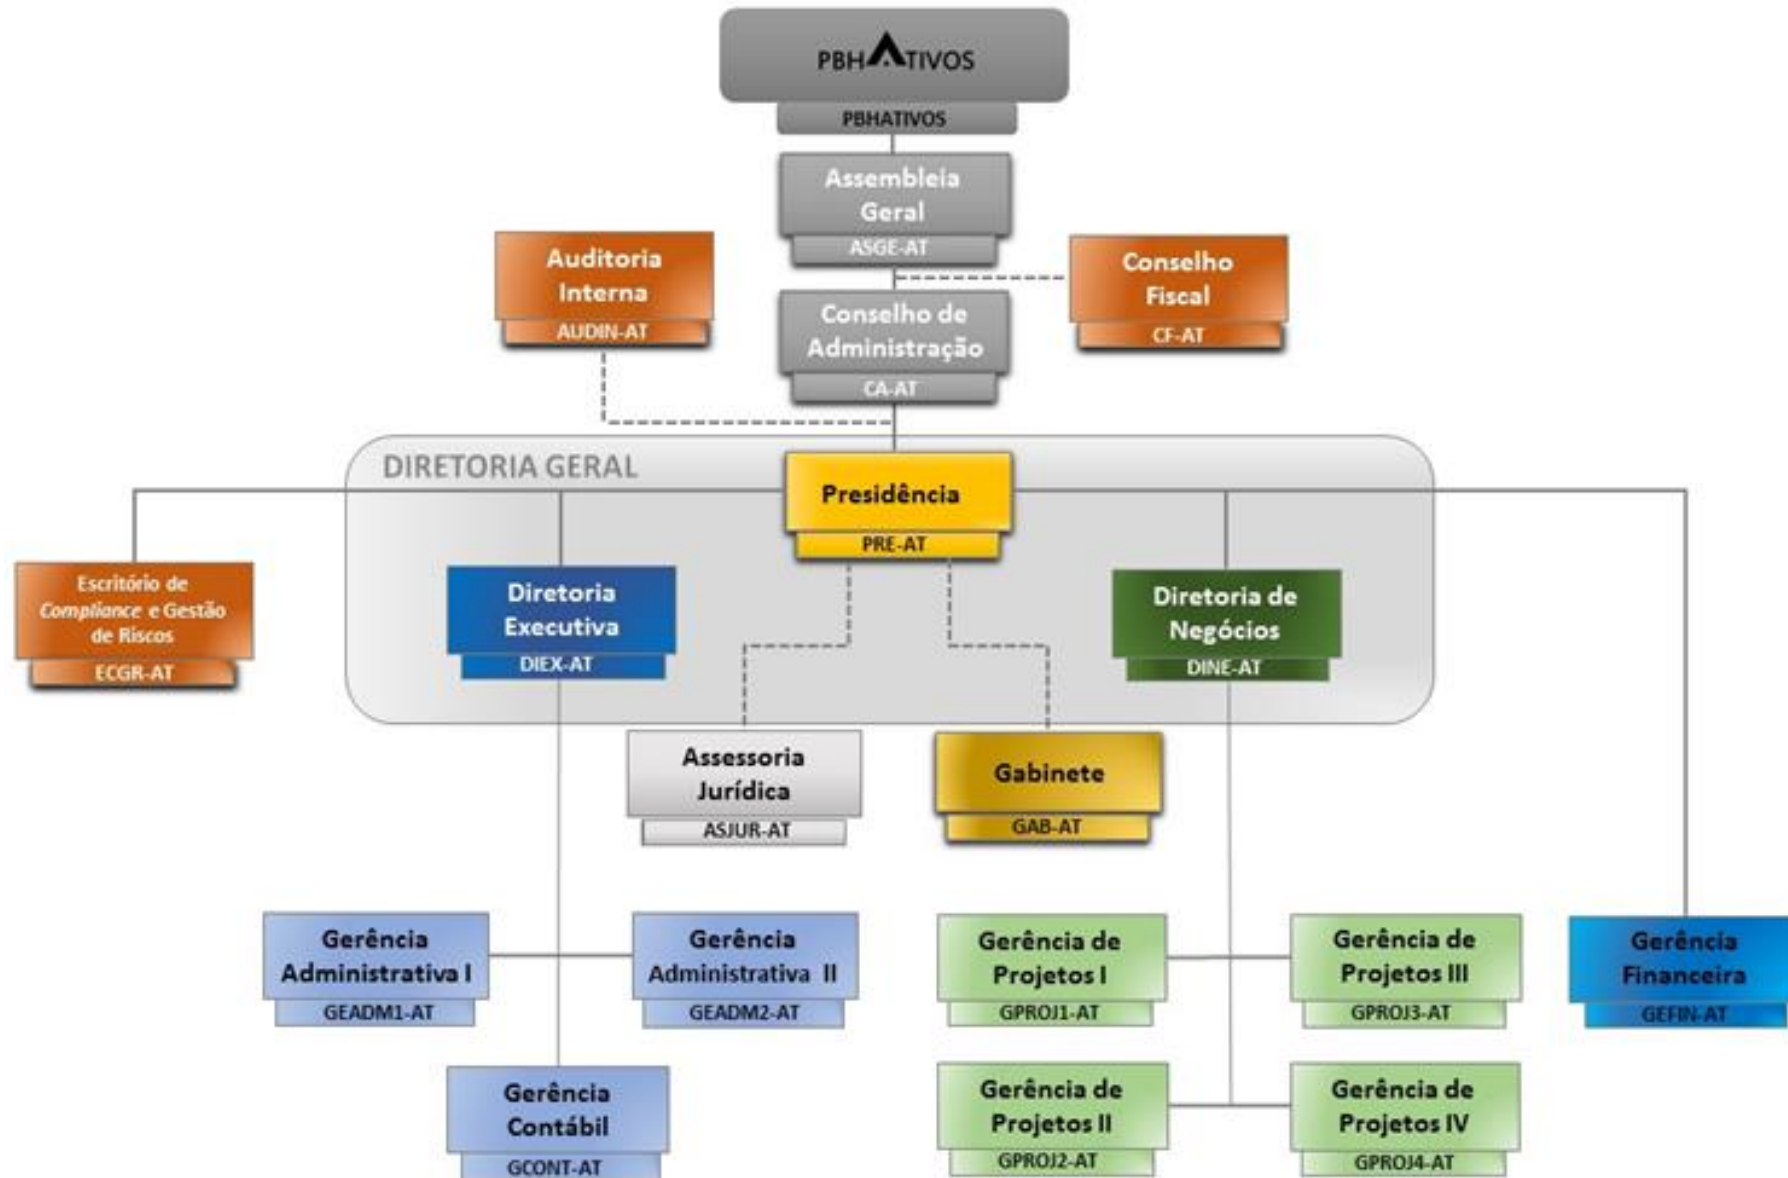 PBHATIVOS
PBHATIVOS
Assembleia
Geral
ASGE-AT
Auditoria
Interna
AUDIN-AT
Conselho
Fiscal
CF-AT
Conselho de
Administração
CA-AT
DIRETORIA GERAL
Presidência
PRE-AT
Escritório de
Compliance e Gestão
de Riscos
ECGR-AT
Diretoria
Executiva
DIEX-AT
Diretoria de
Negócios
DINE-AT
Assessoria
Jurídica
ASJUR-AT
Gabinete
GAB-AT
Gerência
Administrativa I
GEADM1-AT
Gerência
Administrativa II
GEADM2-AT
Gerência de
Projetos I
GPROJ1-AT
Gerência de
Projetos III
GPROJ3-AT
Gerência
Financeira
GEFIN-AT
Gerência
Contábil
GCONT-AT
Gerência de
Projetos II
GPROJ2-AT
Gerência de
Projetos IV
GPROJ4-AT